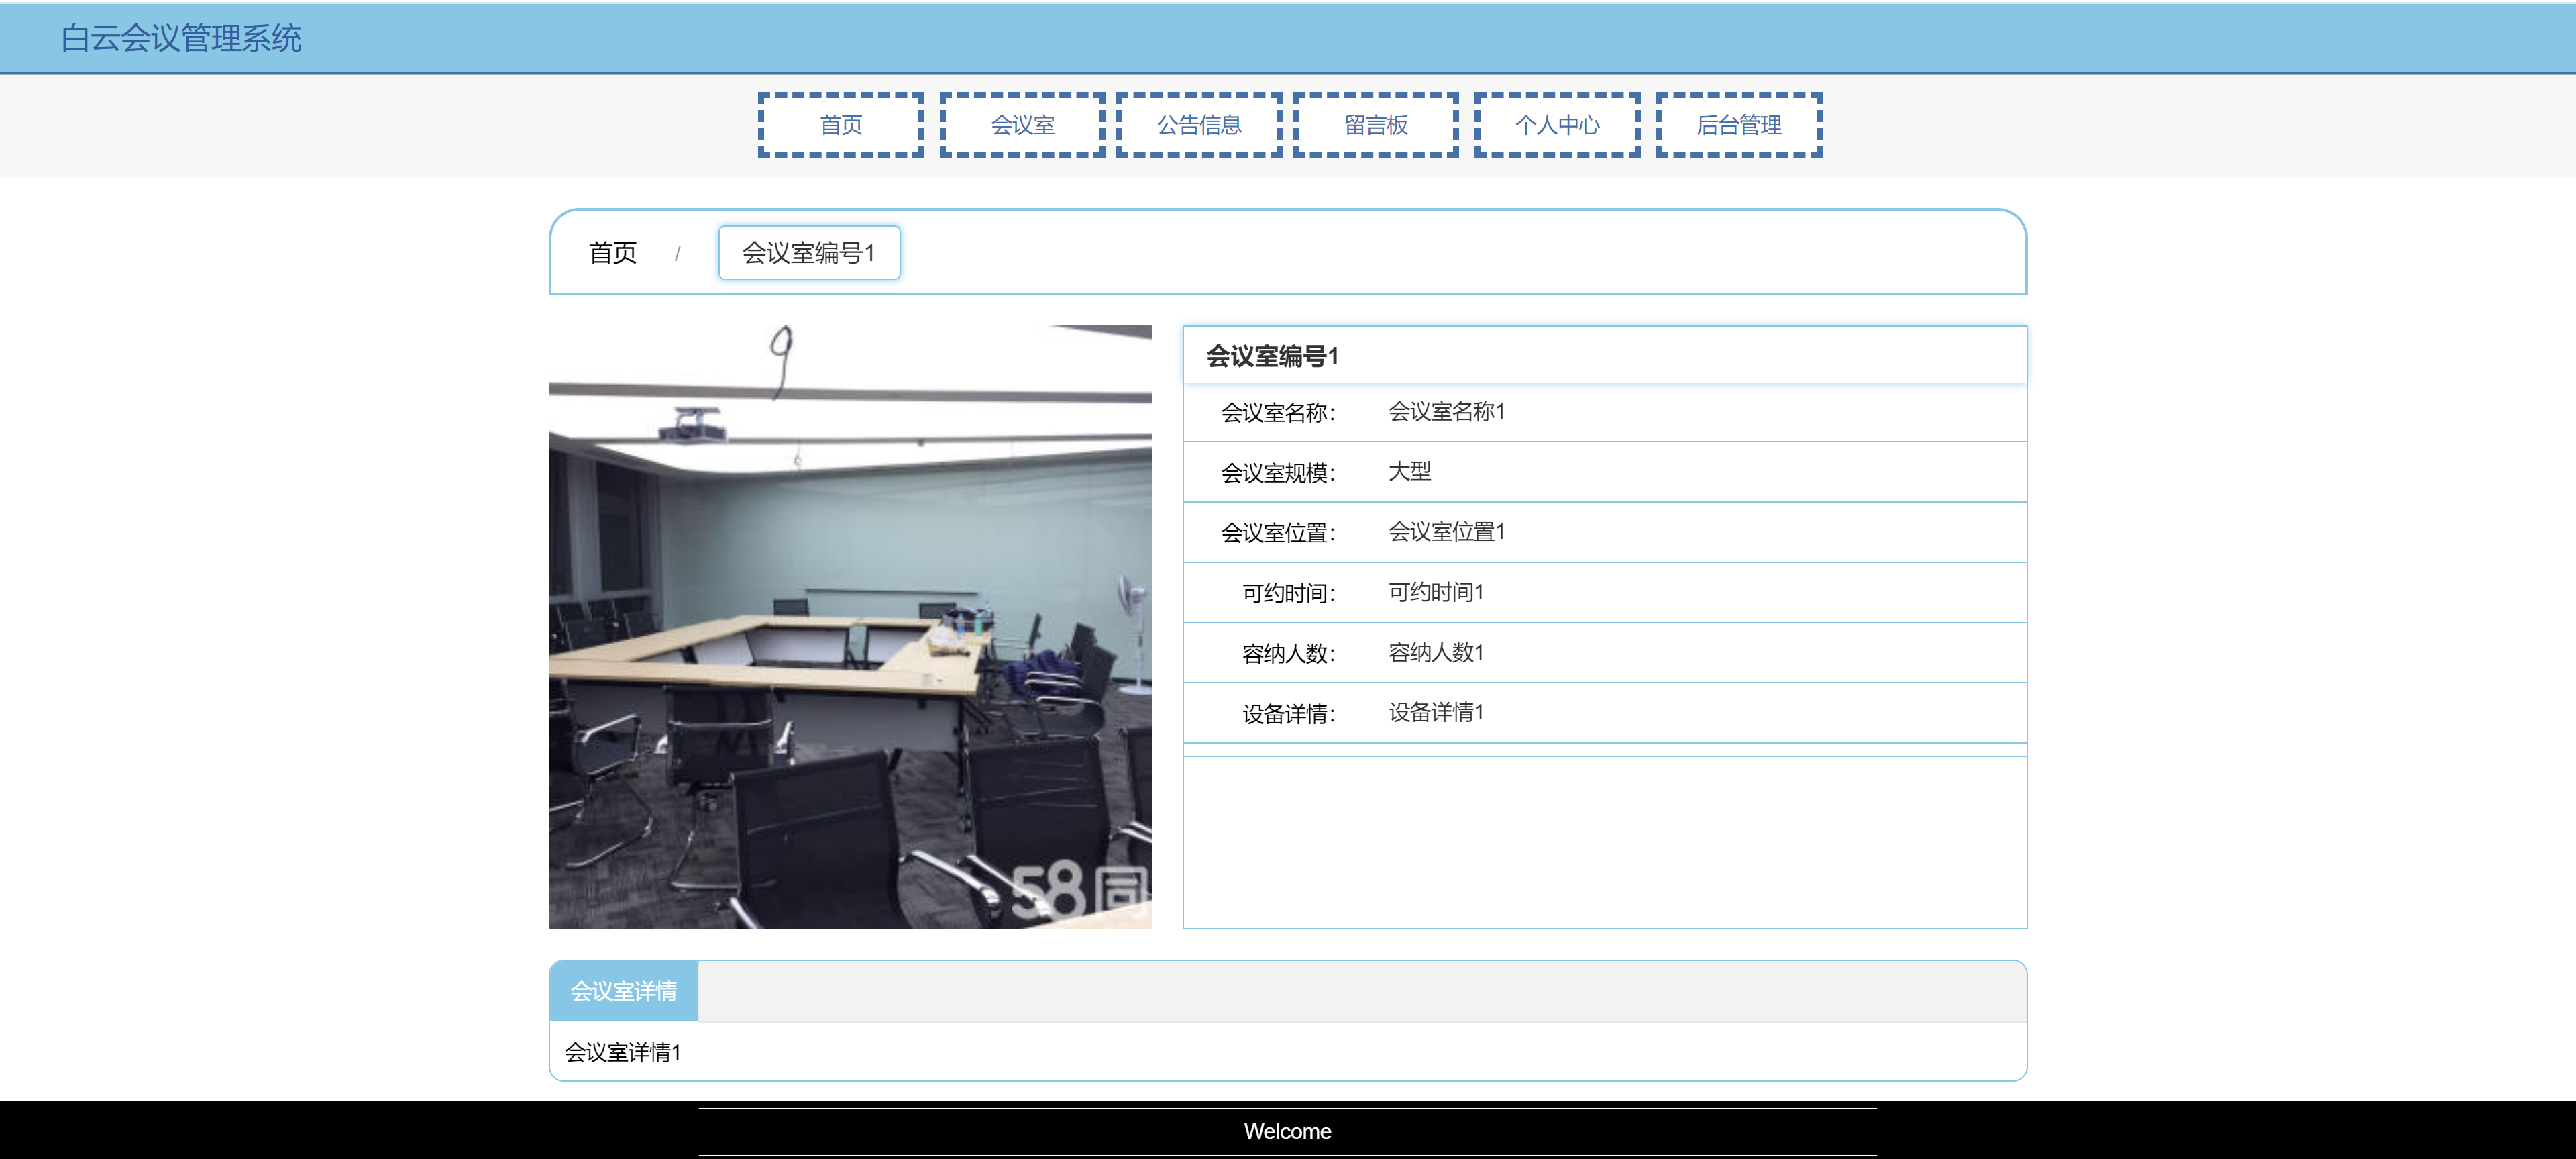 白云会议管理系统
首页 会议室 公告信息 留言板 个人中心 后台管理
首页 / 会议室编号1
会议室编号1
会议室名称： 会议室名称1
会议室规模： 大型
会议室位置： 会议室位置1
可约时间： 可约时间1
容纳人数： 容纳人数1
设备详情： 设备详情1
58同
会议室详情
会议室详情1
Welcome